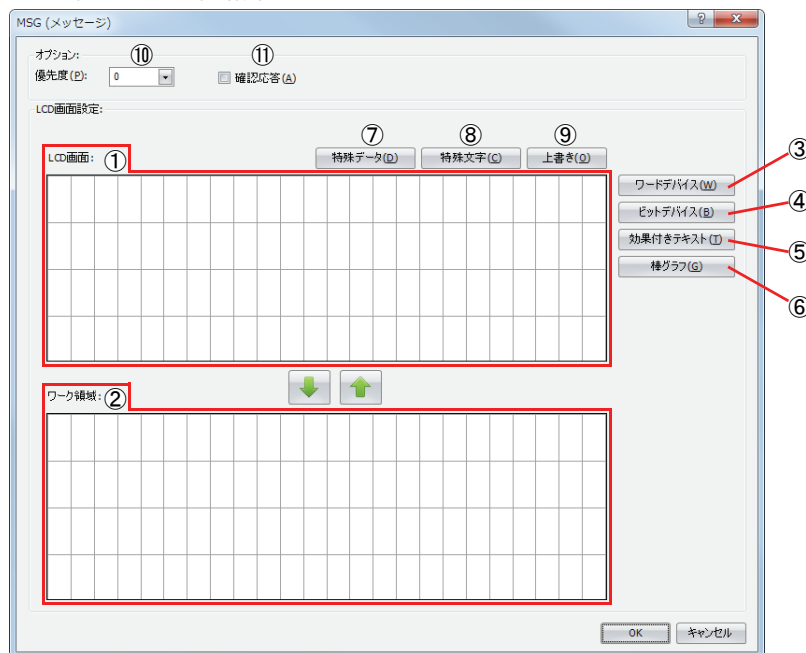 MSG (メッセージ)
オプション:
⑩
⑪
優先度(P): 0
確認応答(A)
LCD画面設定:
⑦
⑧
⑨
LCD画面:
①
特殊データ(D)
特殊文字(C)
上書き(O)
③
ワードデバイス(W)
④
ビットデバイス(B)
⑤
効果付きテキスト(T)
棒グラフ(G)
⑥
ワーク領域:
②
OK
キャンセル